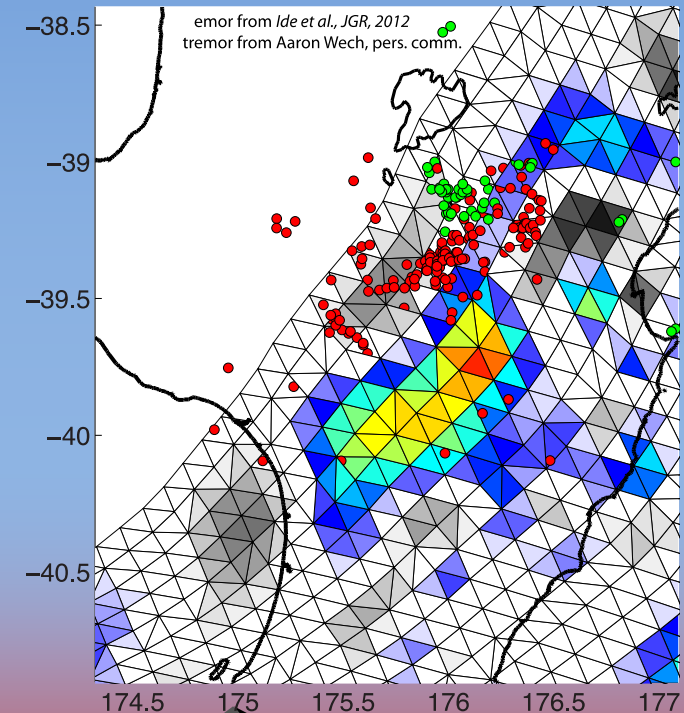 emor from Ide et al., JGR, 2012
tremor from Aaron Wech, pers. comm.
−38.5
−39
−39.5
−40
−40.5
174.5 175 175.5 176 176.5 177